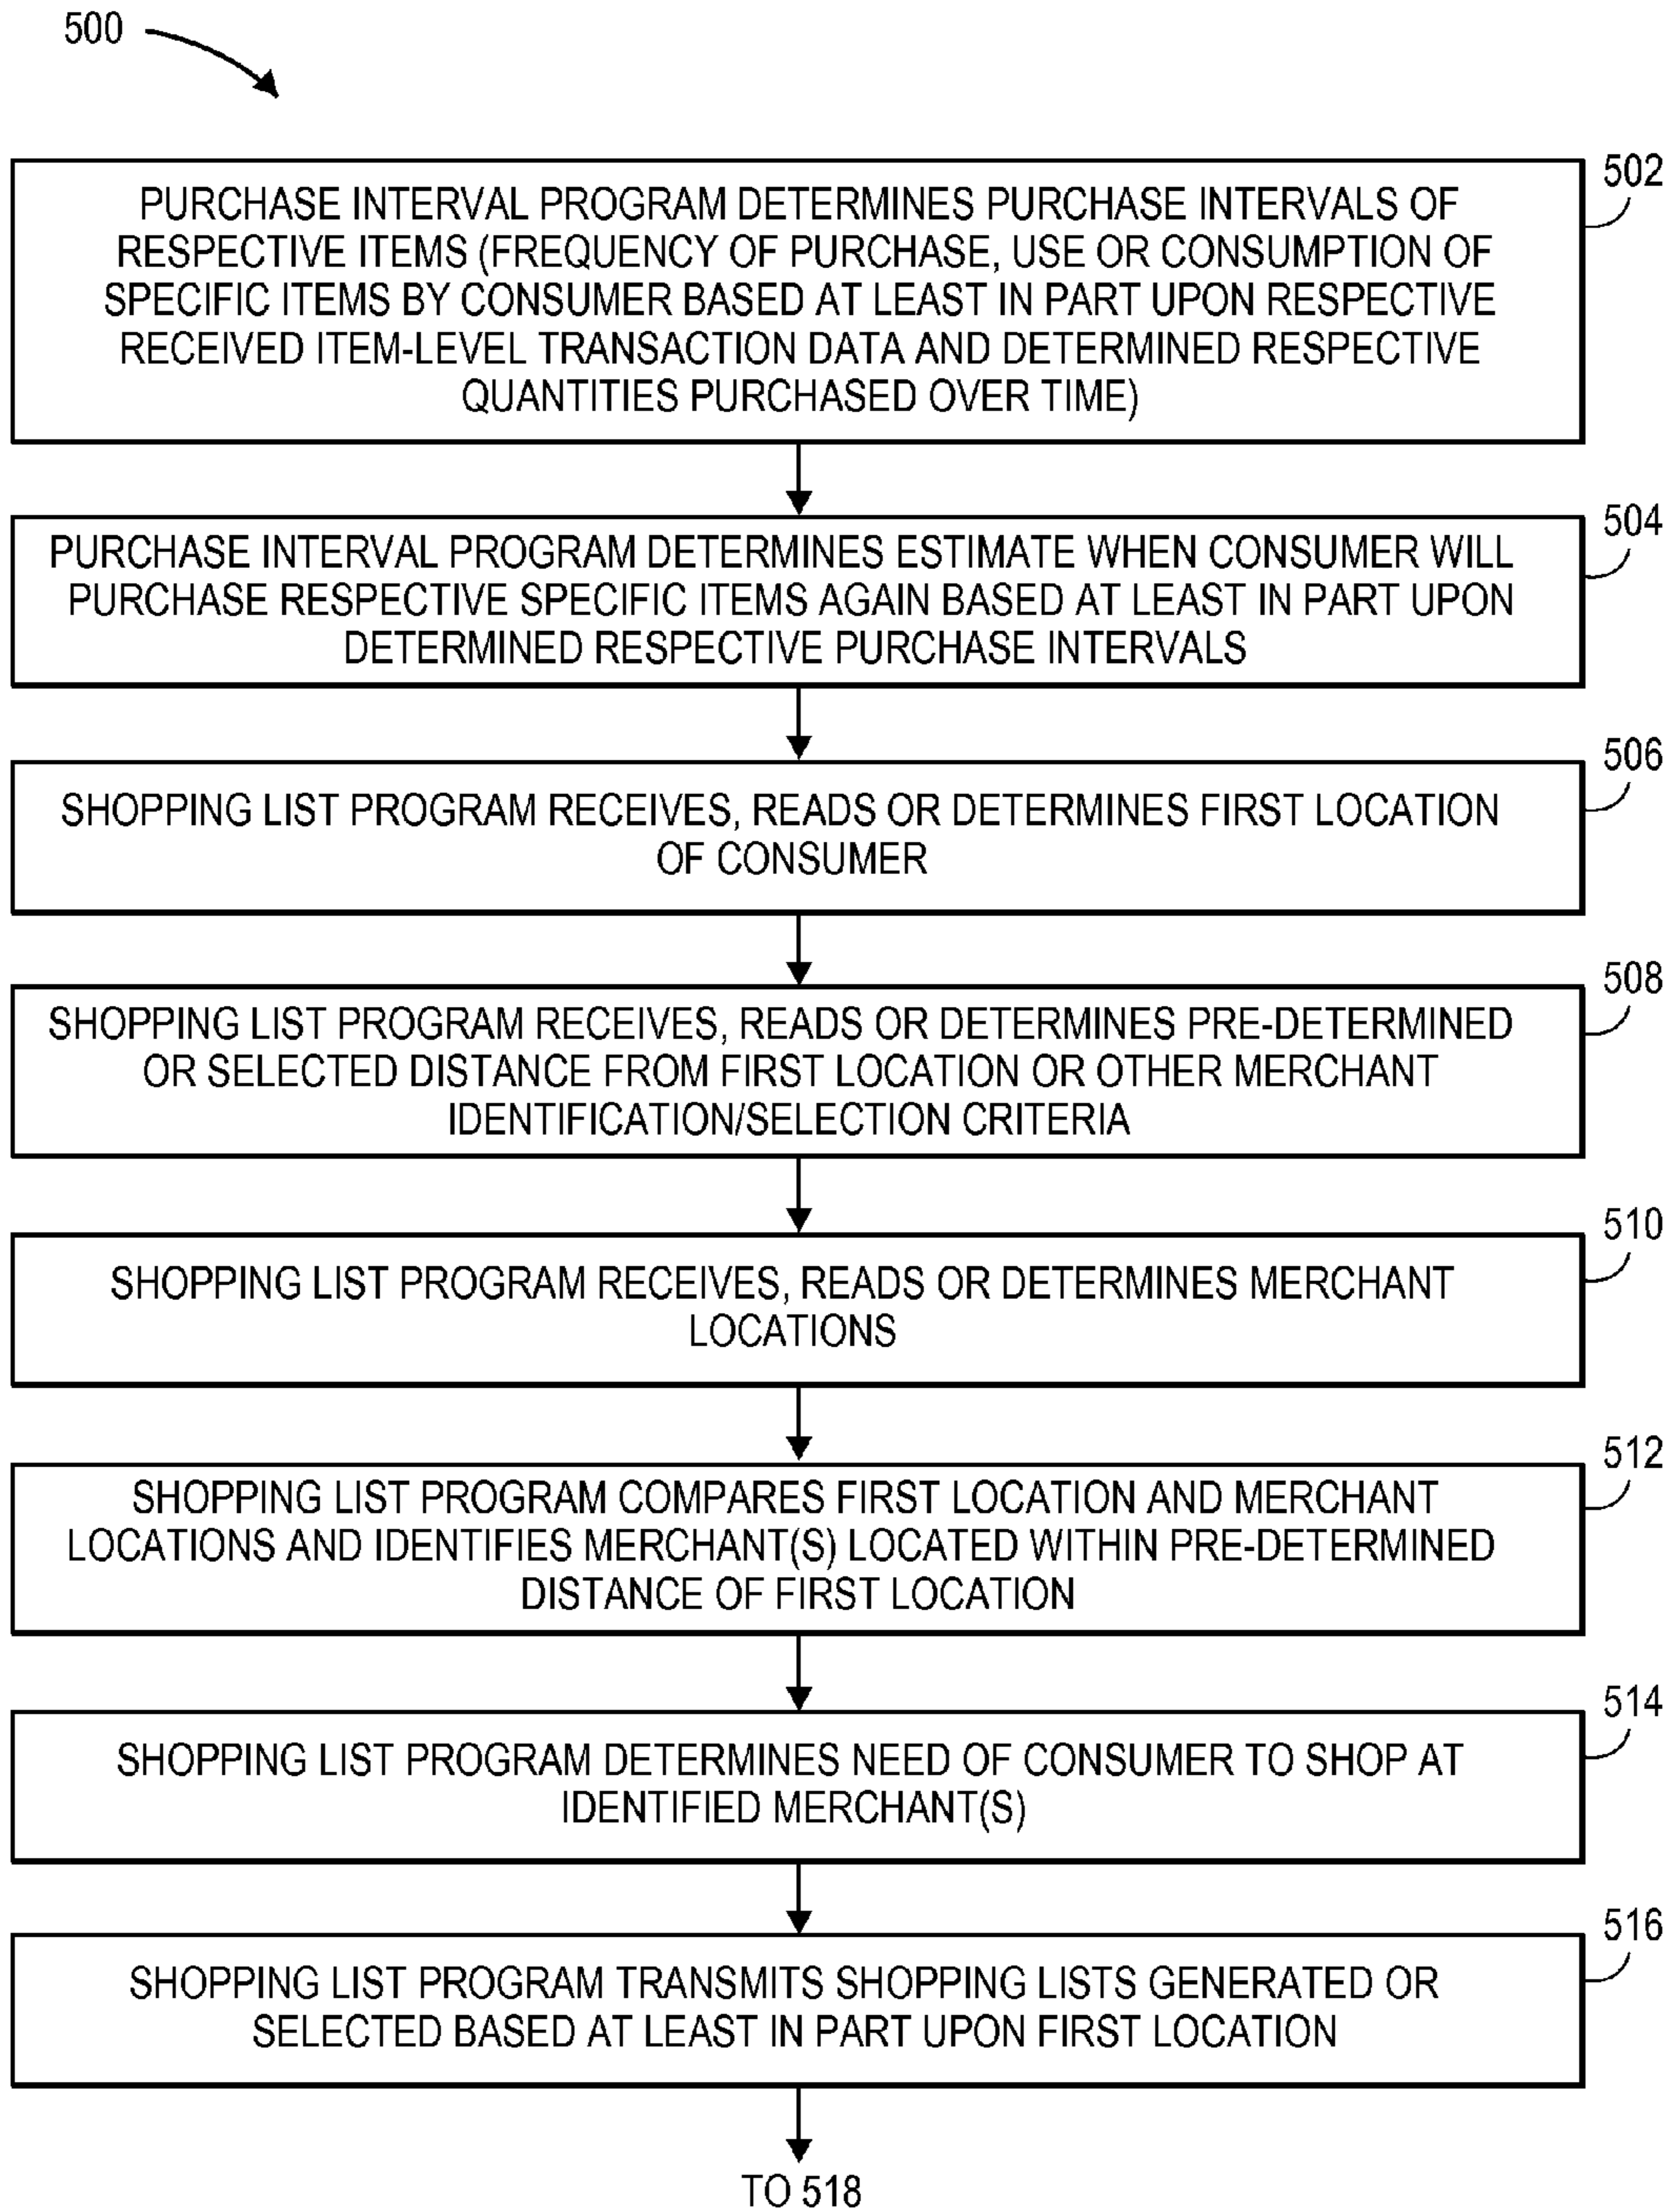 500
502
PURCHASE INTERVAL PROGRAM DETERMINES PURCHASE INTERVALS OF
RESPECTIVE ITEMS (FREQUENCY OF PURCHASE, USE OR CONSUMPTION OF
SPECIFIC ITEMS BY CONSUMER BASED AT LEAST IN PART UPON RESPECTIVE
RECEIVED ITEM-LEVEL TRANSACTION DATA AND DETERMINED RESPECTIVE
QUANTITIES PURCHASED OVER TIME)
504
PURCHASE INTERVAL PROGRAM DETERMINES ESTIMATE WHEN CONSUMER WILL
PURCHASE RESPECTIVE SPECIFIC ITEMS AGAIN BASED AT LEAST IN PART UPON
DETERMINED RESPECTIVE PURCHASE INTERVALS
506
SHOPPING LIST PROGRAM RECEIVES, READS OR DETERMINES FIRST LOCATION
OF CONSUMER
508
SHOPPING LIST PROGRAM RECEIVES, READS OR DETERMINES PRE-DETERMINED
OR SELECTED DISTANCE FROM FIRST LOCATION OR OTHER MERCHANT
IDENTIFICATION/SELECTION CRITERIA
510
SHOPPING LIST PROGRAM RECEIVES, READS OR DETERMINES MERCHANT
LOCATIONS
512
SHOPPING LIST PROGRAM COMPARES FIRST LOCATION AND MERCHANT
LOCATIONS AND IDENTIFIES MERCHANT(S) LOCATED WITHIN PRE-DETERMINED
DISTANCE OF FIRST LOCATION
514
SHOPPING LIST PROGRAM DETERMINES NEED OF CONSUMER TO SHOP AT
IDENTIFIED MERCHANT(S)
516
SHOPPING LIST PROGRAM TRANSMITS SHOPPING LISTS GENERATED OR
SELECTED BASED AT LEAST IN PART UPON FIRST LOCATION
TO 518